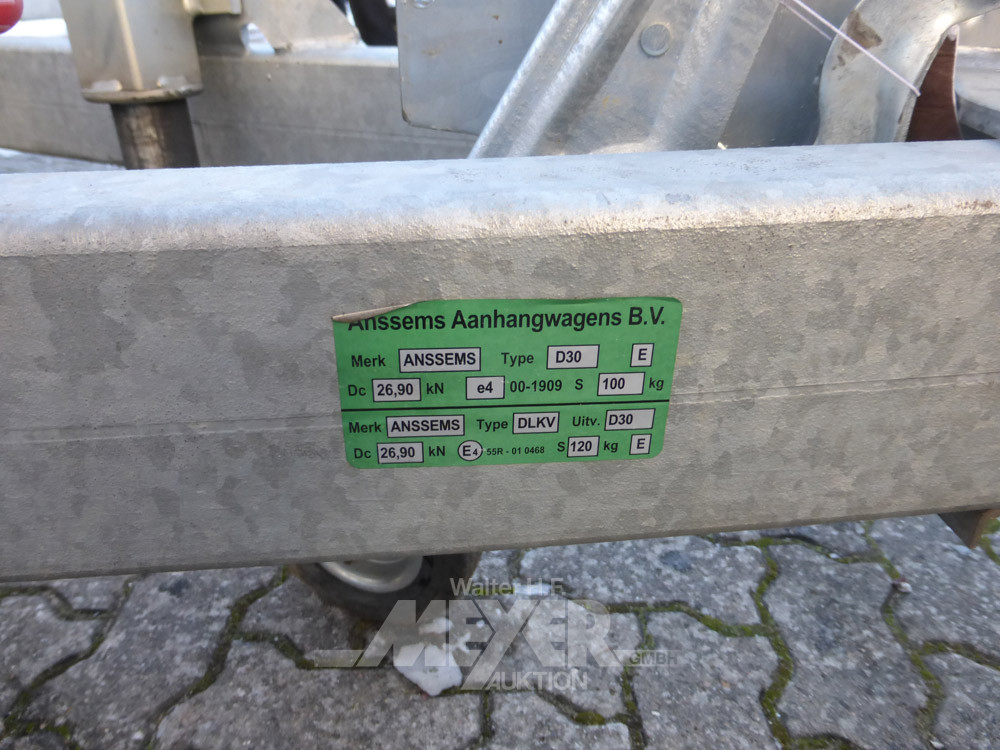 Anssems Aanhangwagens B.V.
Merk ANSSEMS Type D30 E
Dc 26,90 kN e4 00-1909 S 100 kg
Merk ANSSEMS Type DLKV Uitv. D30
Dc 26,90 kN E4 55R - 01 0468 S 120 kg E
Walter H.F.
MEYER GmbH
AUKTION